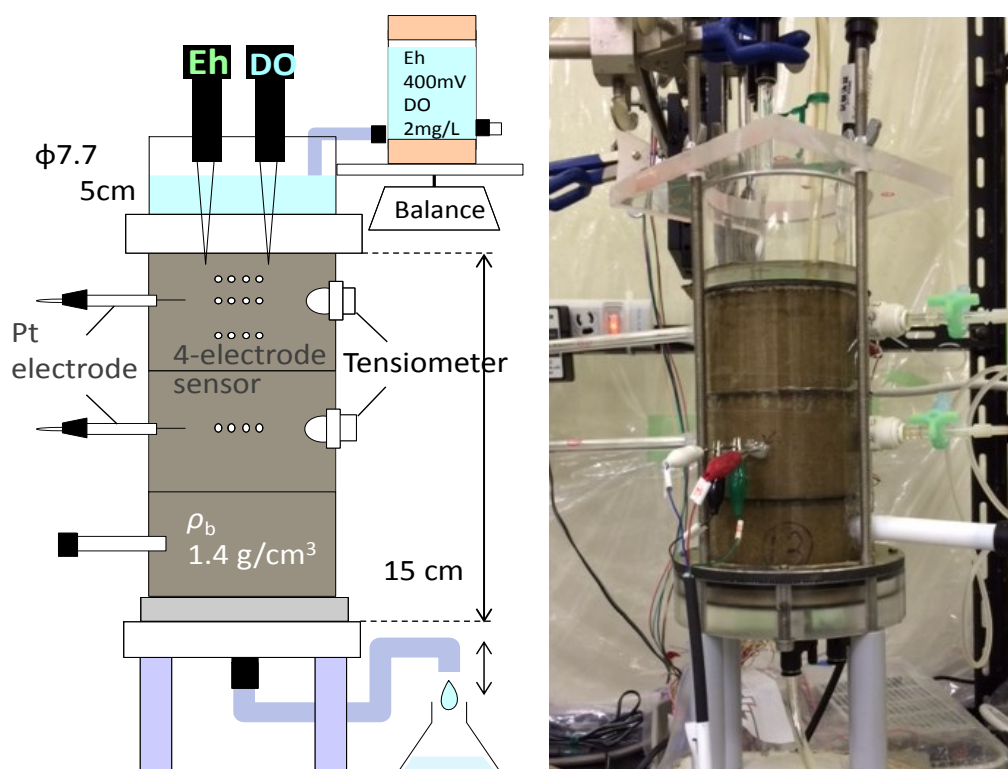 Eh
DO
Eh
400mV
DO
2mg/L
ϕ7.7
5cm
Balance
Pt
electrode
4-electrode
sensor
Tensiometer
ρb
1.4 g/cm³
15 cm
13